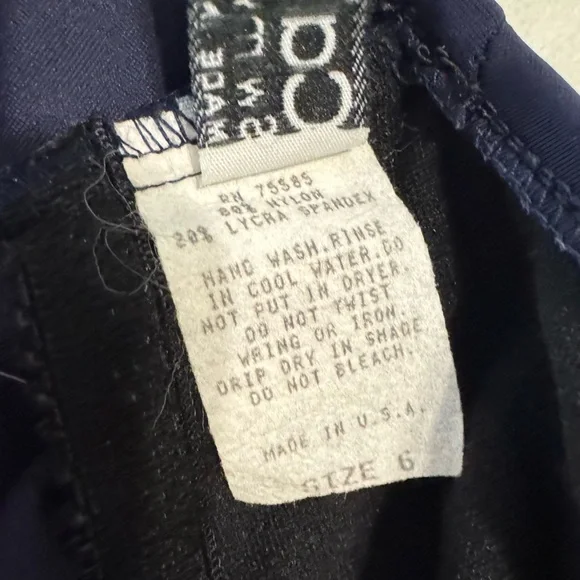 Ca
RN 75585
80% NYLON
20% LYCRA SPANDEX
HAND WASH.RINSE
IN COOL WATER.DO
NOT PUT IN DRYER.
DO NOT TWIST
WRING OR IRON.
DRIP DRY IN SHADE
DO NOT BLEACH.
MADE IN U.S.A.
SIZE 6